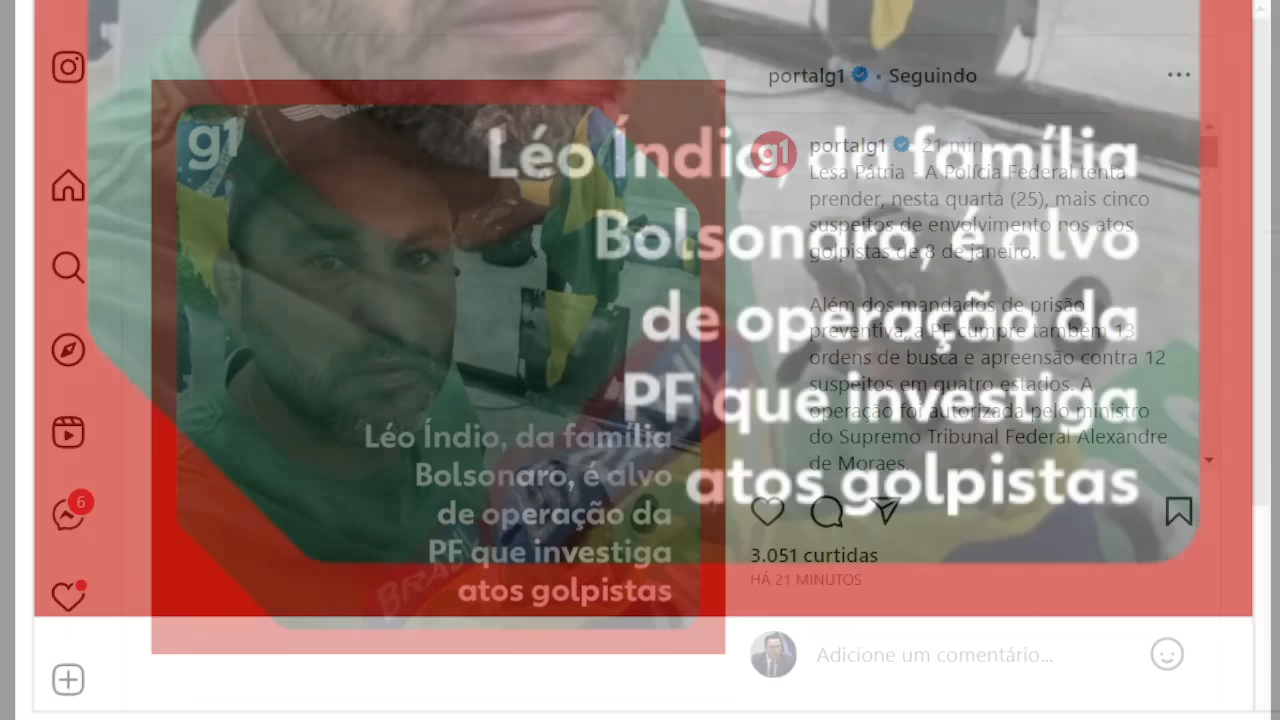 portalg1 • Seguindo
g1
portalg1 21 min
Lesa Pátria - A Polícia Federal tenta
prender, nesta quarta (25), mais cinco
suspeitos de envolvimento nos atos
golpistas de 8 de janeiro.
Além dos mandados de prisão
preventiva, a PF cumpre também 13
ordens de busca e apreensão contra 12
suspeitos em quatro estados. A
operação foi autorizada pelo ministro
do Supremo Tribunal Federal Alexandre
de Moraes.
Léo Índio, da família
Bolsonaro, é alvo
de operação da
PF que investiga
atos golpistas
g1
Léo Índio, da família
Bolsonaro, é alvo
de operação da
PF que investiga
atos golpistas
6
3.051 curtidas
HÁ 21 MINUTOS
Adicione um comentário...